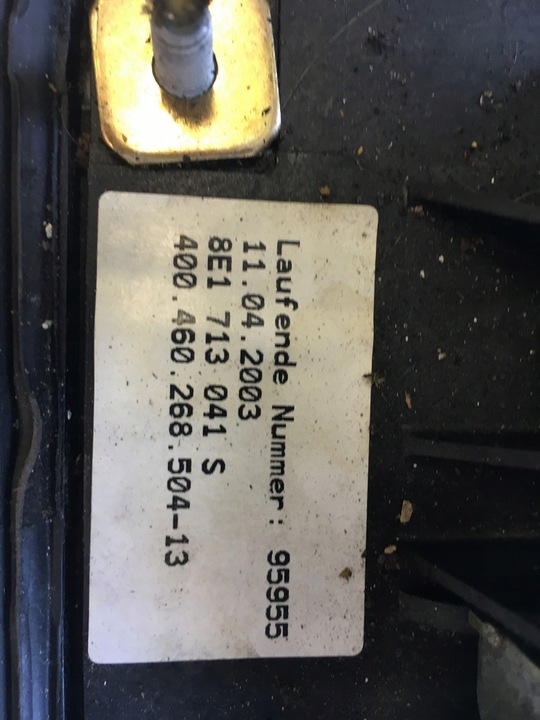 Laufende Nummer: 95955
11.04.2003
8E1 713 041 S
400.460.268.504-13